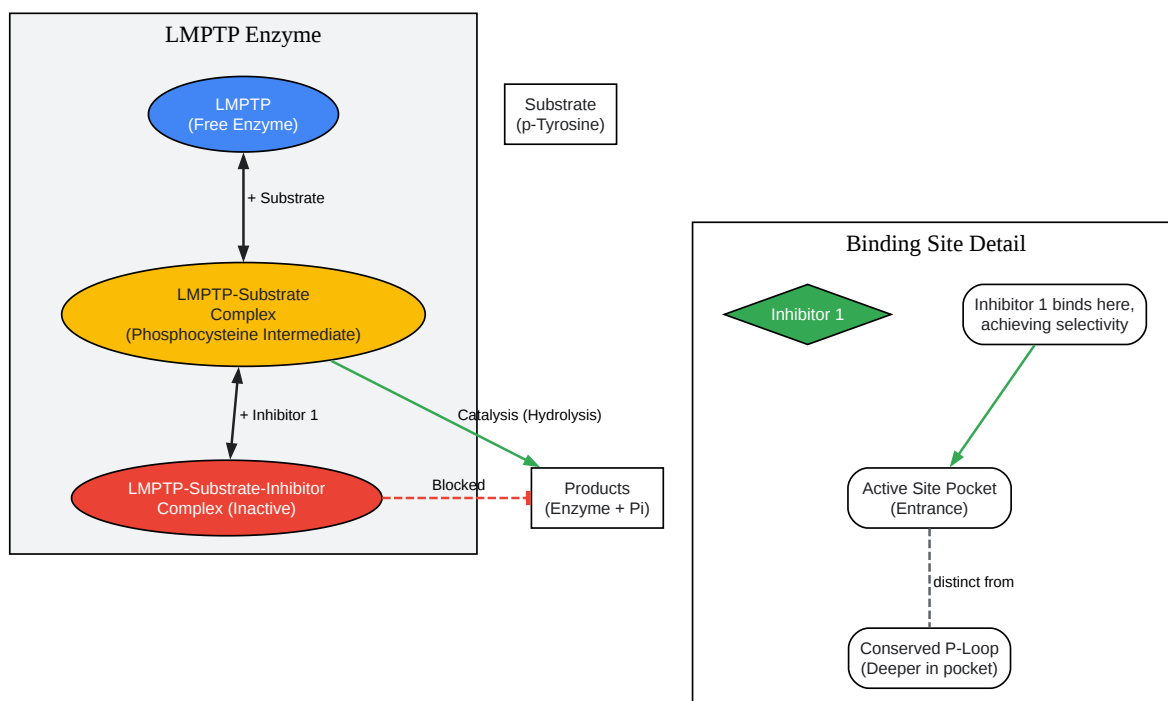 LMPTP Enzyme
LMPTP
(Free Enzyme)
Substrate
(p-Tyrosine)
+ Substrate
LMPTP-Substrate
Complex
(Phosphocysteine Intermediate)
+ Inhibitor 1
Catalysis (Hydrolysis)
LMPTP-Substrate-Inhibitor
Complex (Inactive)
Blocked
Products
(Enzyme + Pi)
Binding Site Detail
Inhibitor 1
Inhibitor 1 binds here,
achieving selectivity
Active Site Pocket
(Entrance)
distinct from
Conserved P-Loop
(Deeper in pocket)